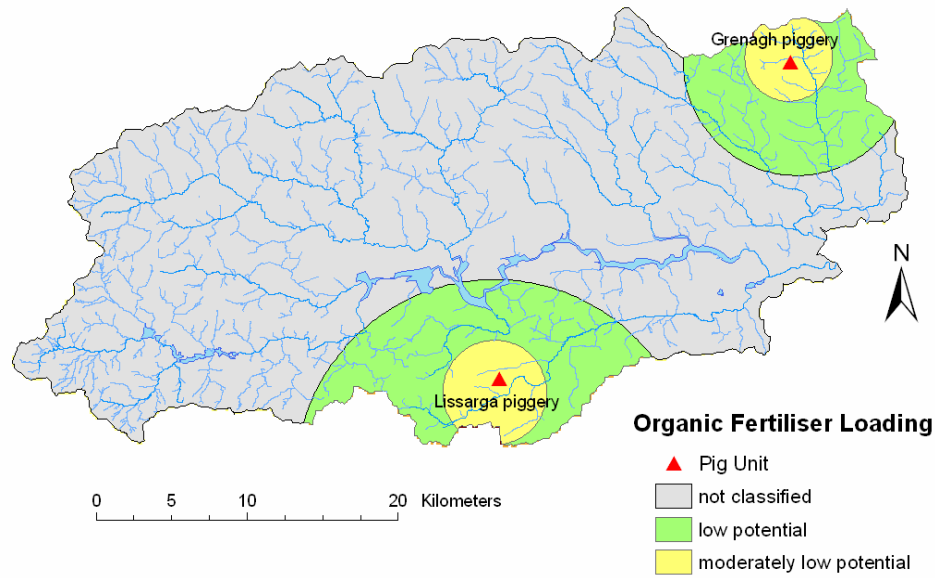 Grenagh piggery
N
Lissarga piggery
Organic Fertiliser Loading
Pig Unit
not classified
low potential
moderately low potential
0 5 10 20 Kilometers